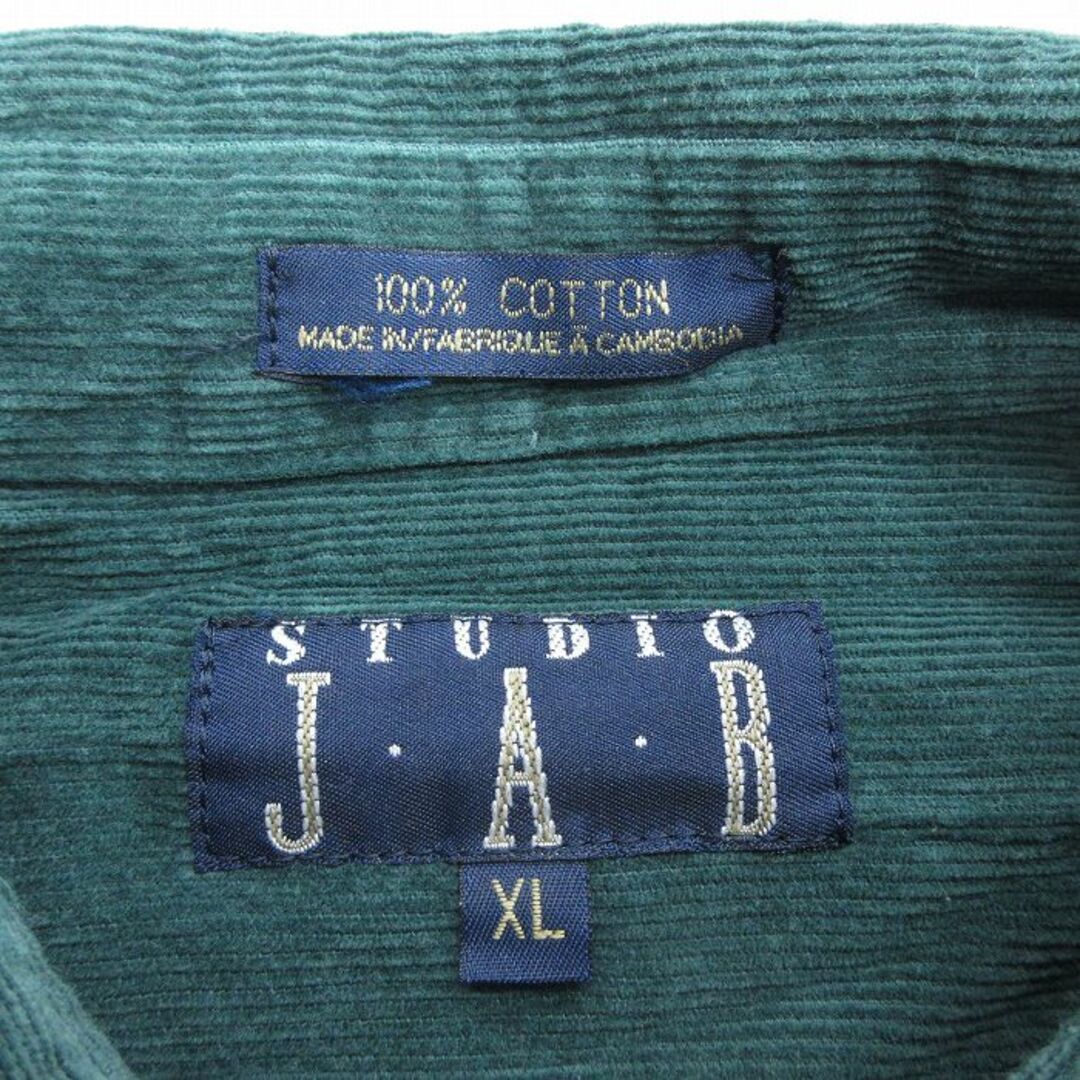 100% COTTON
MADE IN/FABRIQUE À CAMBODIA
STUDIO
J·A·B
XL